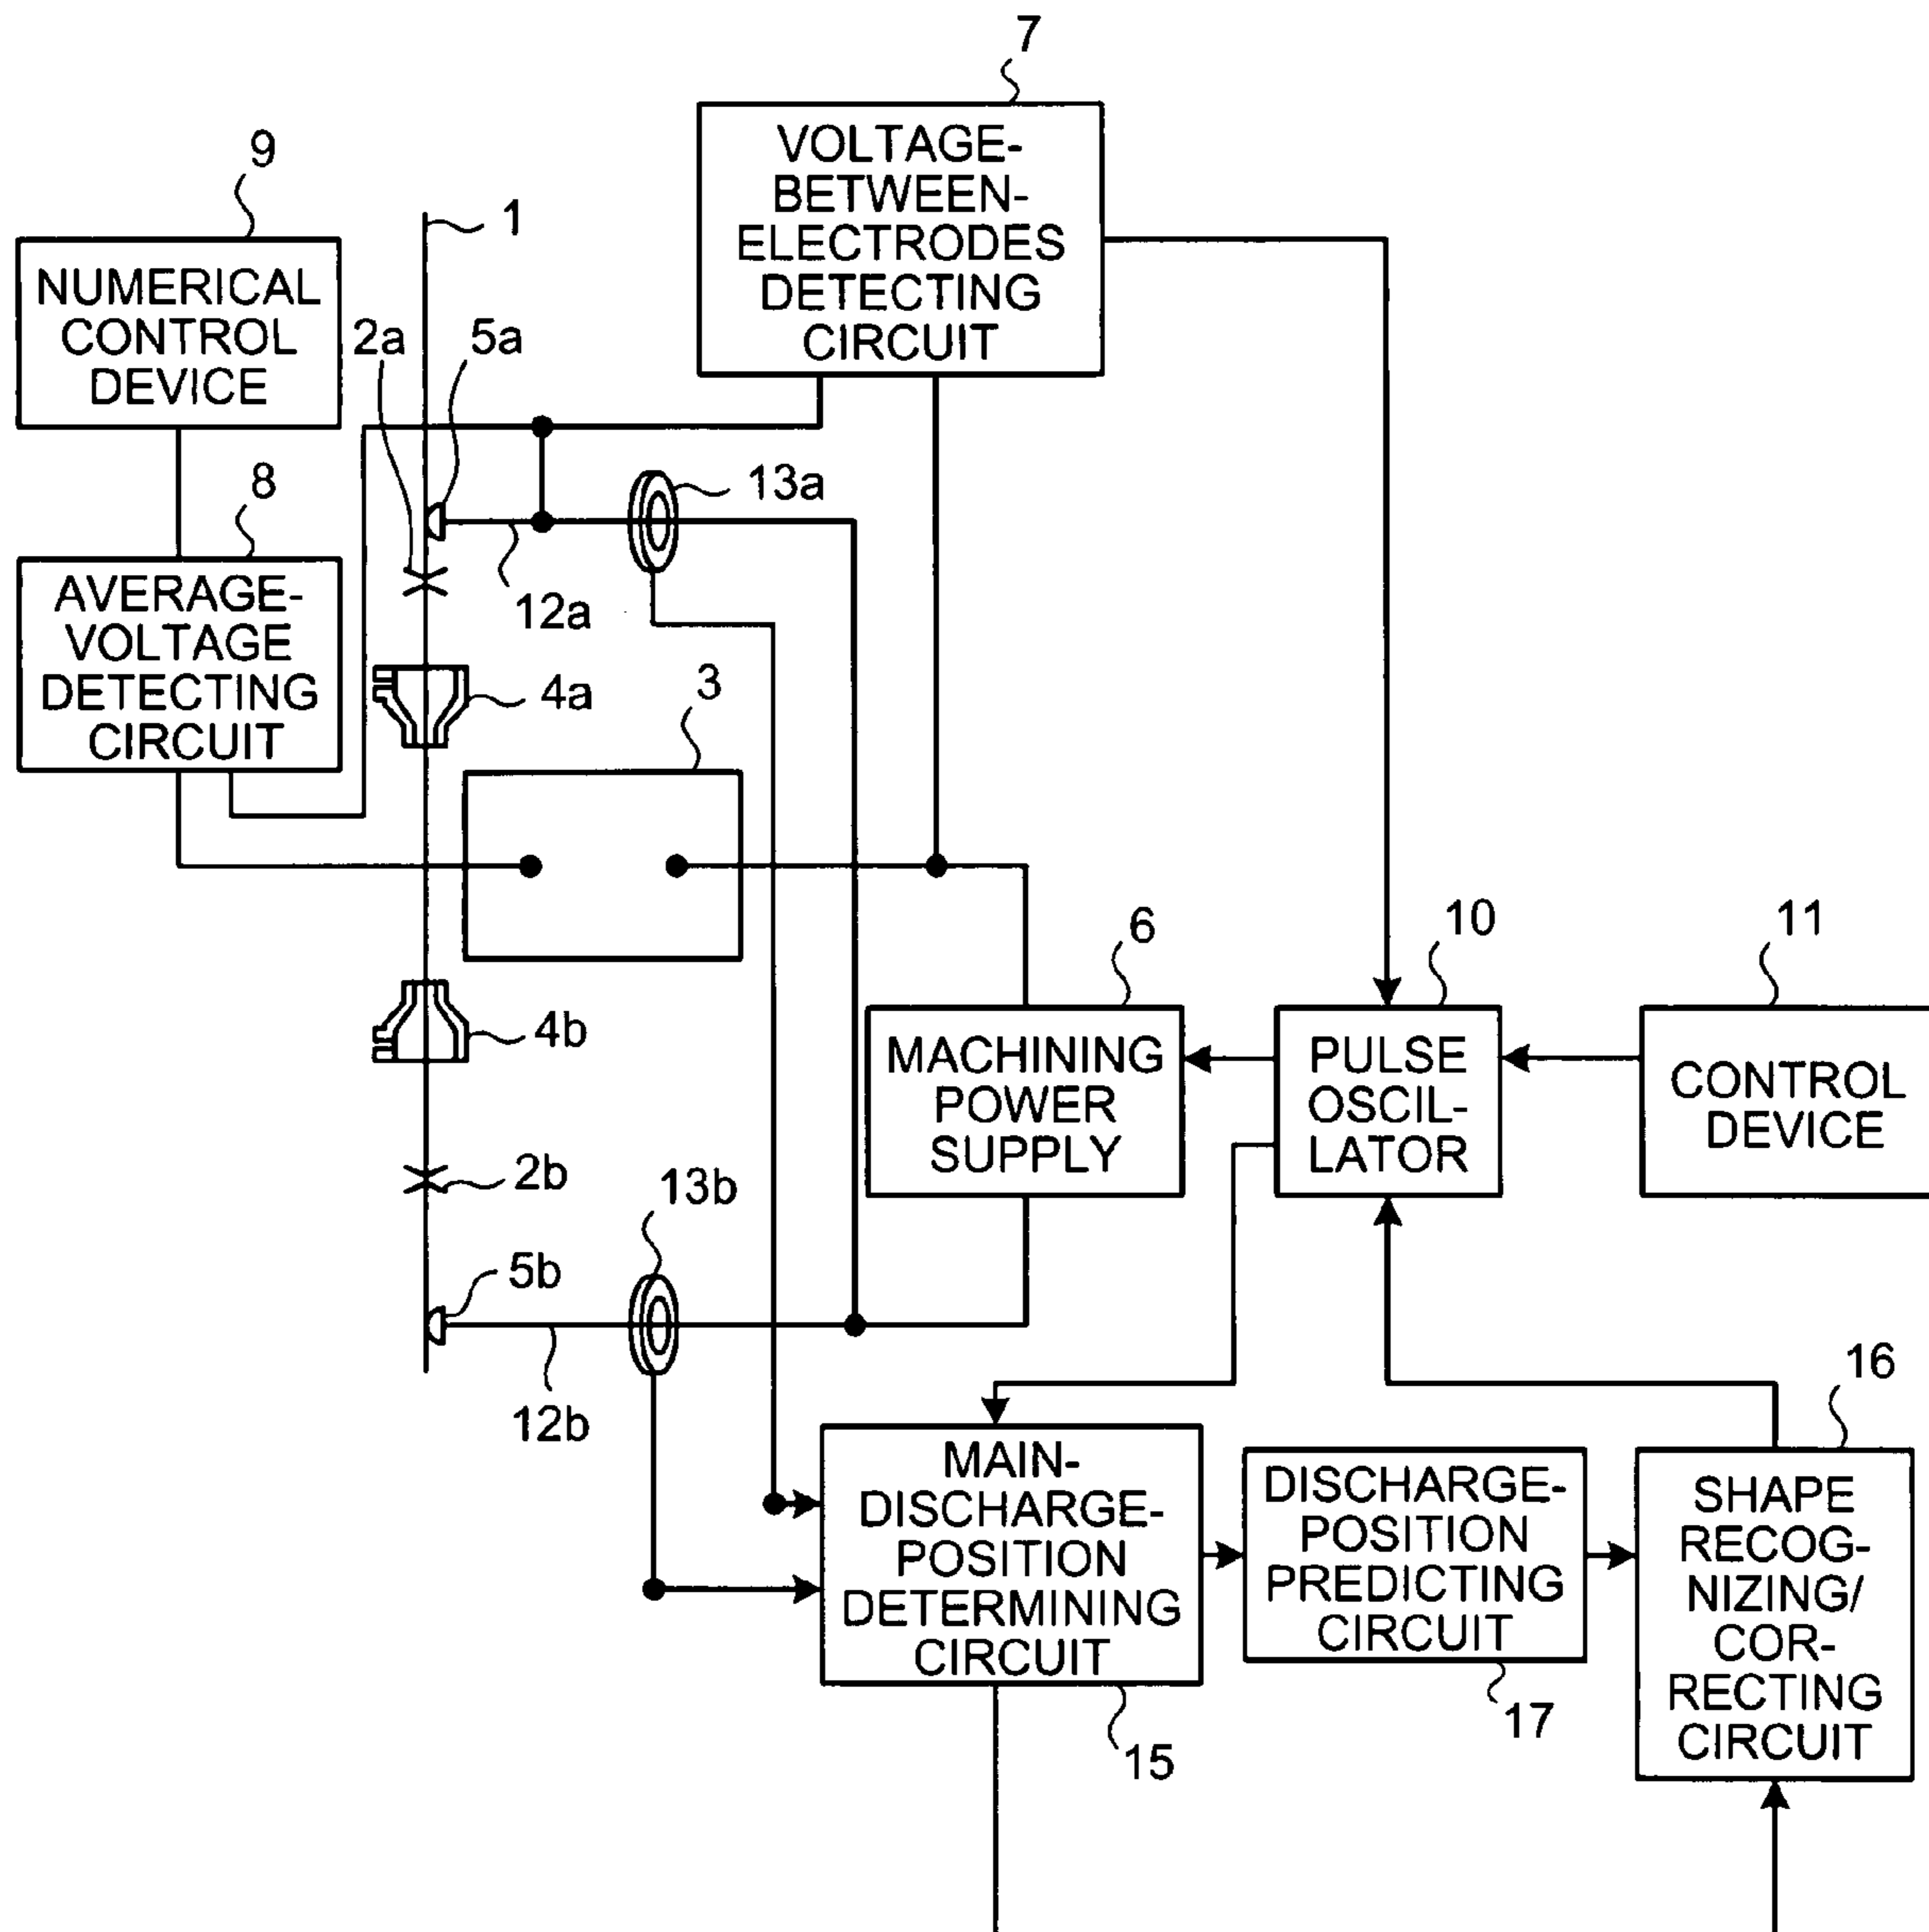 7
VOLTAGE-
BETWEEN-
ELECTRODES
DETECTING
CIRCUIT
9
1
NUMERICAL
CONTROL
DEVICE
2a
5a
8
13a
12a
AVERAGE-
VOLTAGE
DETECTING
CIRCUIT
4a
3
6
10
11
4b
MACHINING
POWER
SUPPLY
PULSE
OSCIL-
LATOR
CONTROL
DEVICE
2b
13b
5b
12b
16
MAIN-
DISCHARGE-
POSITION
DETERMINING
CIRCUIT
DISCHARGE-
POSITION
PREDICTING
CIRCUIT
SHAPE
RECOG-
NIZING/
COR-
RECTING
CIRCUIT
15
17